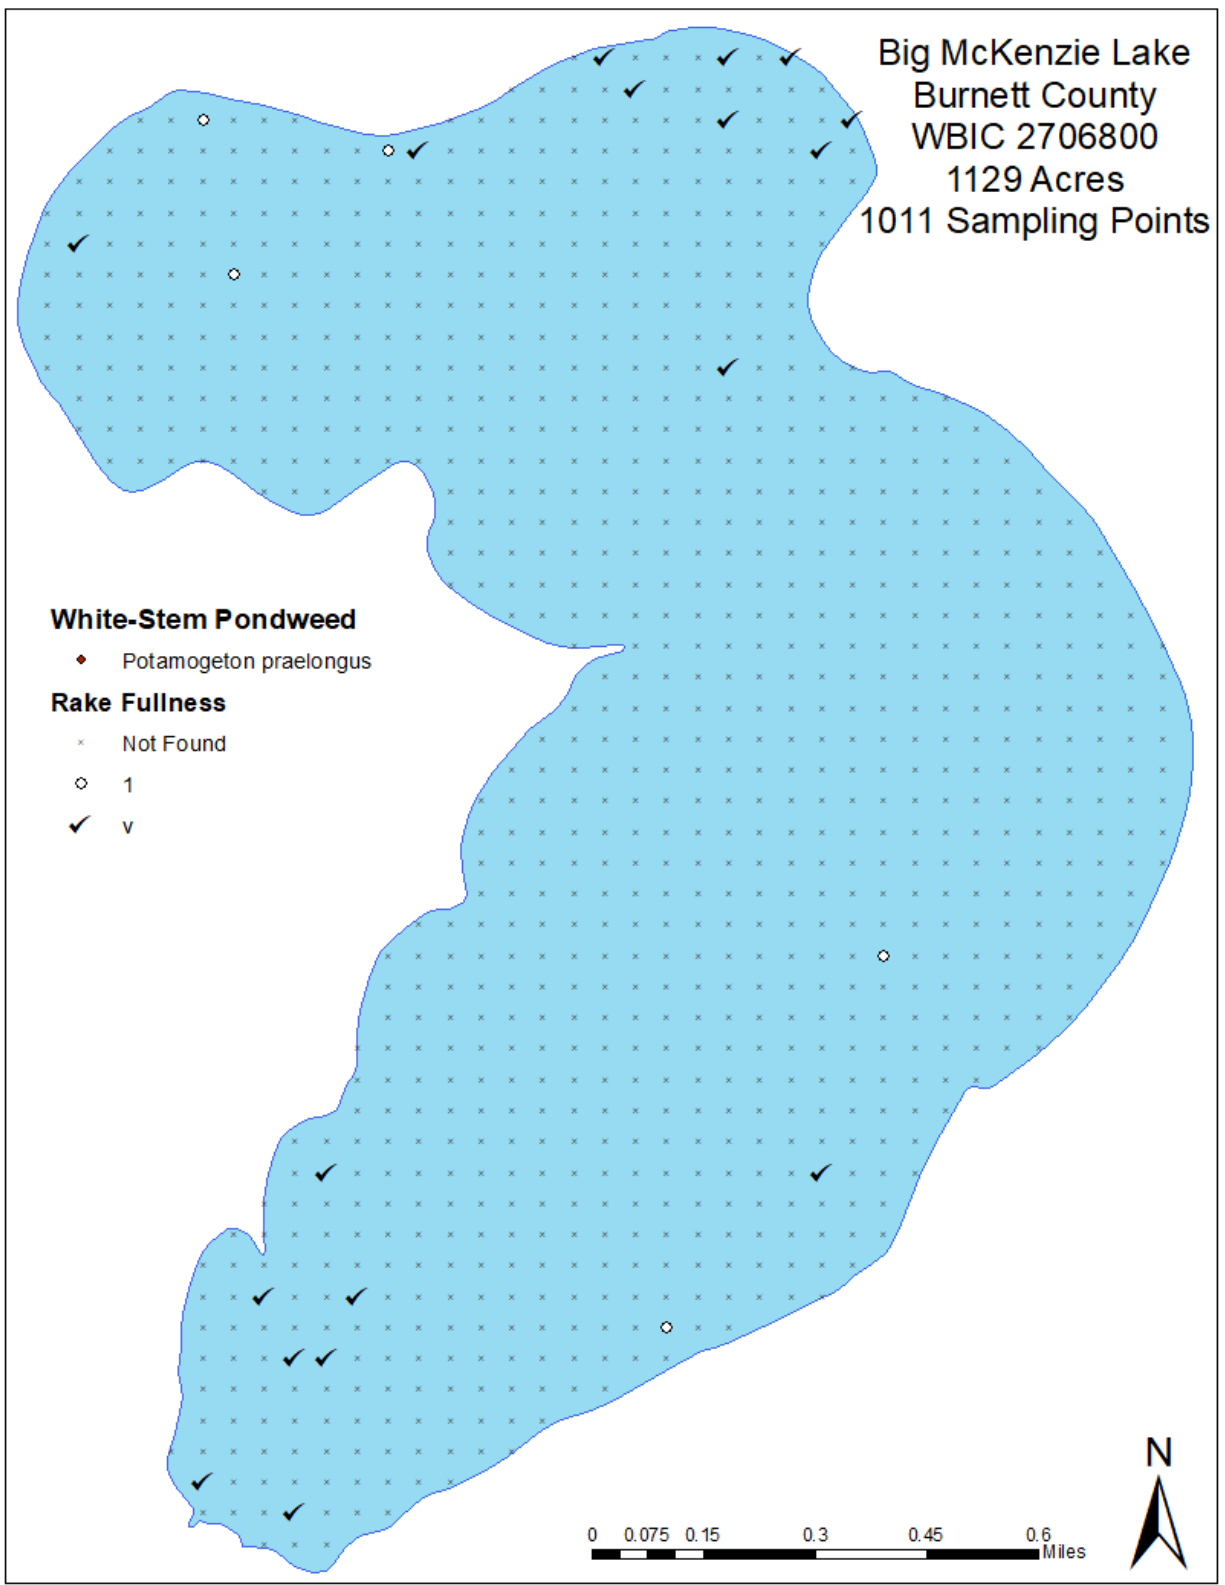 Big McKenzie Lake
Burnett County
WBIC 2706800
1129 Acres
1011 Sampling Points
White-Stem Pondweed
Potamogeton praelongus
Rake Fullness
Not Found
1
v
N
0 0.075 0.15 0.3 0.45 0.6
Miles